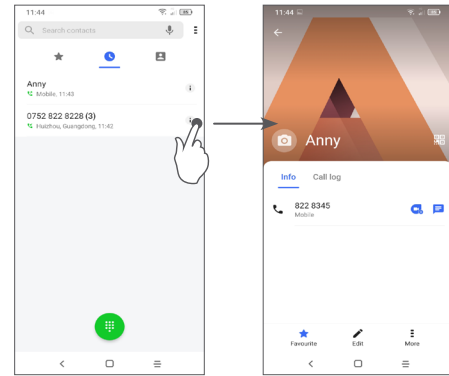 11:44
Search contacts
Anny
Mobile, 11:43
0752 822 8228 (3)
Huizhou, Guangdong, 11:42
11:44
Anny
Info
Call log
822 8345
Mobile
Favourite
Edit
More